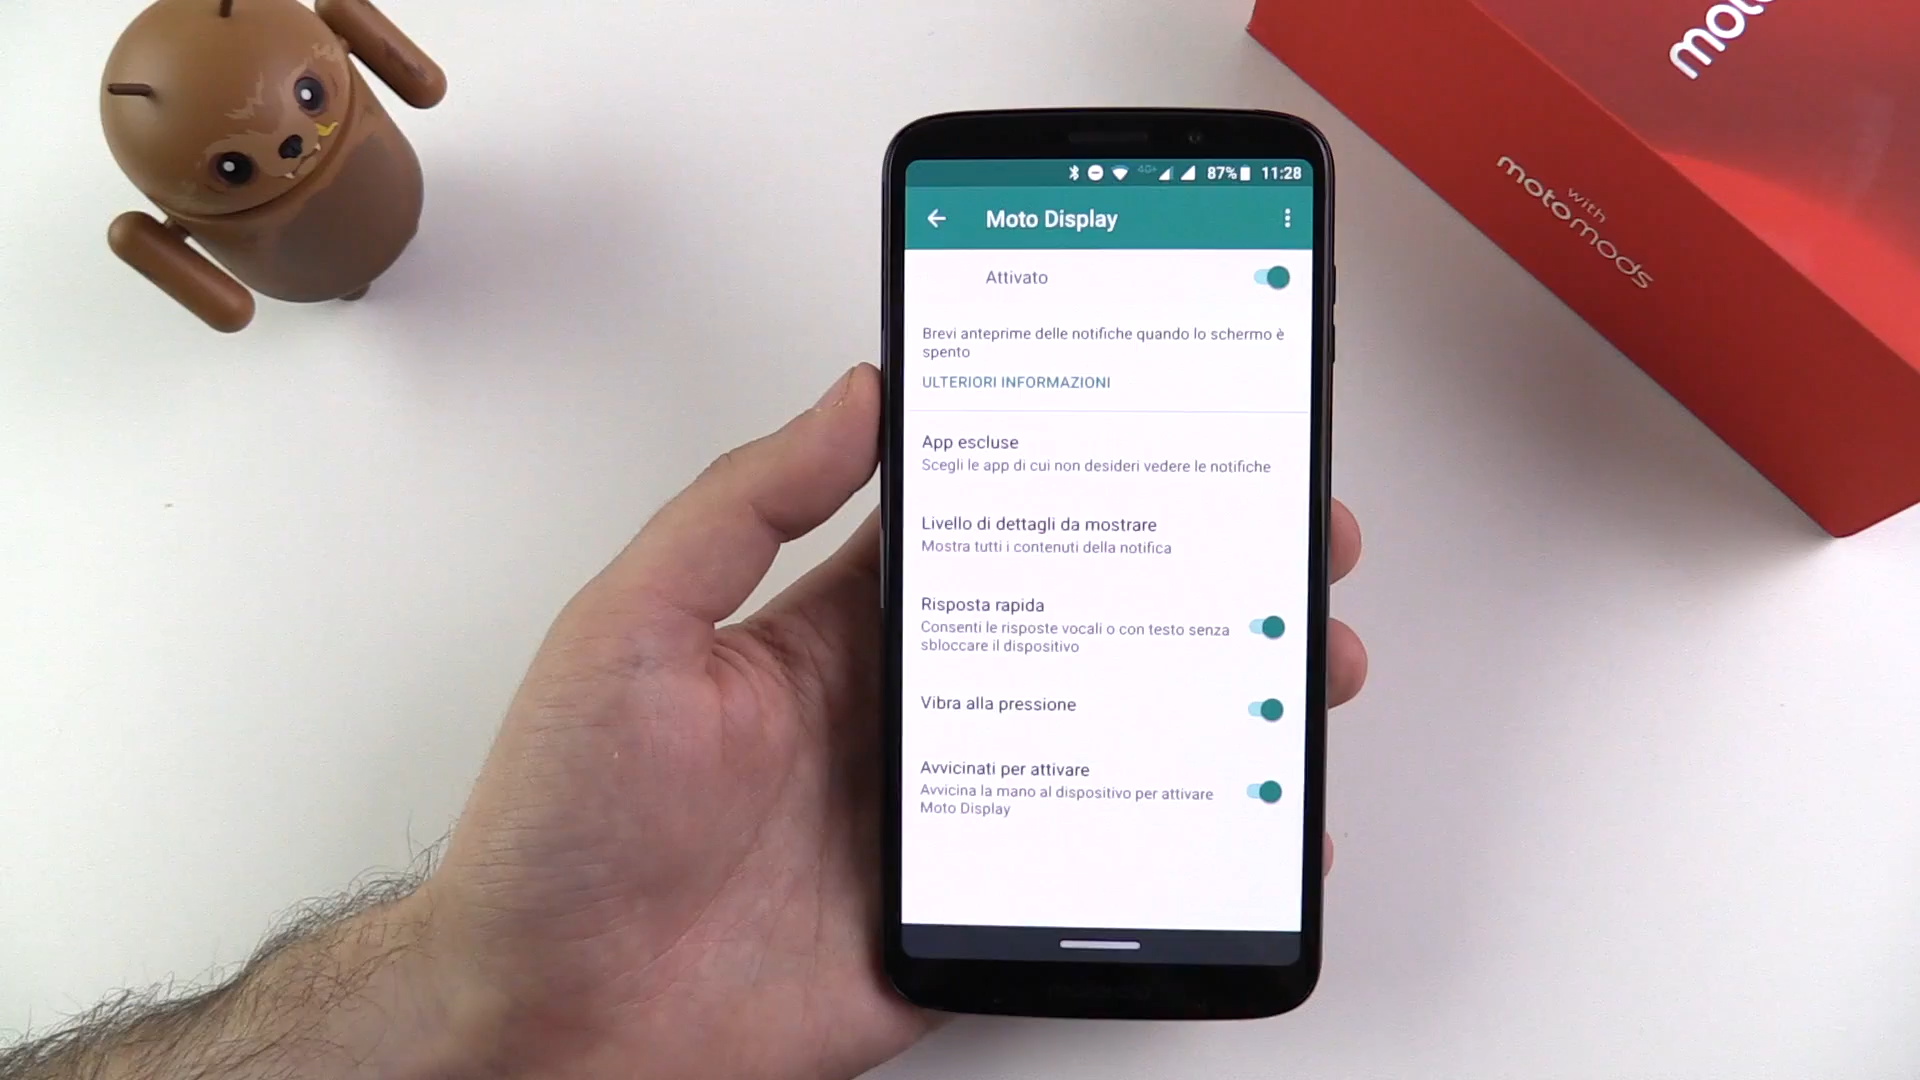 moto
with
motomods
4G+ 87% 11:28
Moto Display
Attivato
Brevi anteprime delle notifiche quando lo schermo è
spento
ULTERIORI INFORMAZIONI
App escluse
Scegli le app di cui non desideri vedere le notifiche
Livello di dettagli da mostrare
Mostra tutti i contenuti della notifica
Risposta rapida
Consenti le risposte vocali o con testo senza
sbloccare il dispositivo
Vibra alla pressione
Avvicinati per attivare
Avvicina la mano al dispositivo per attivare
Moto Display